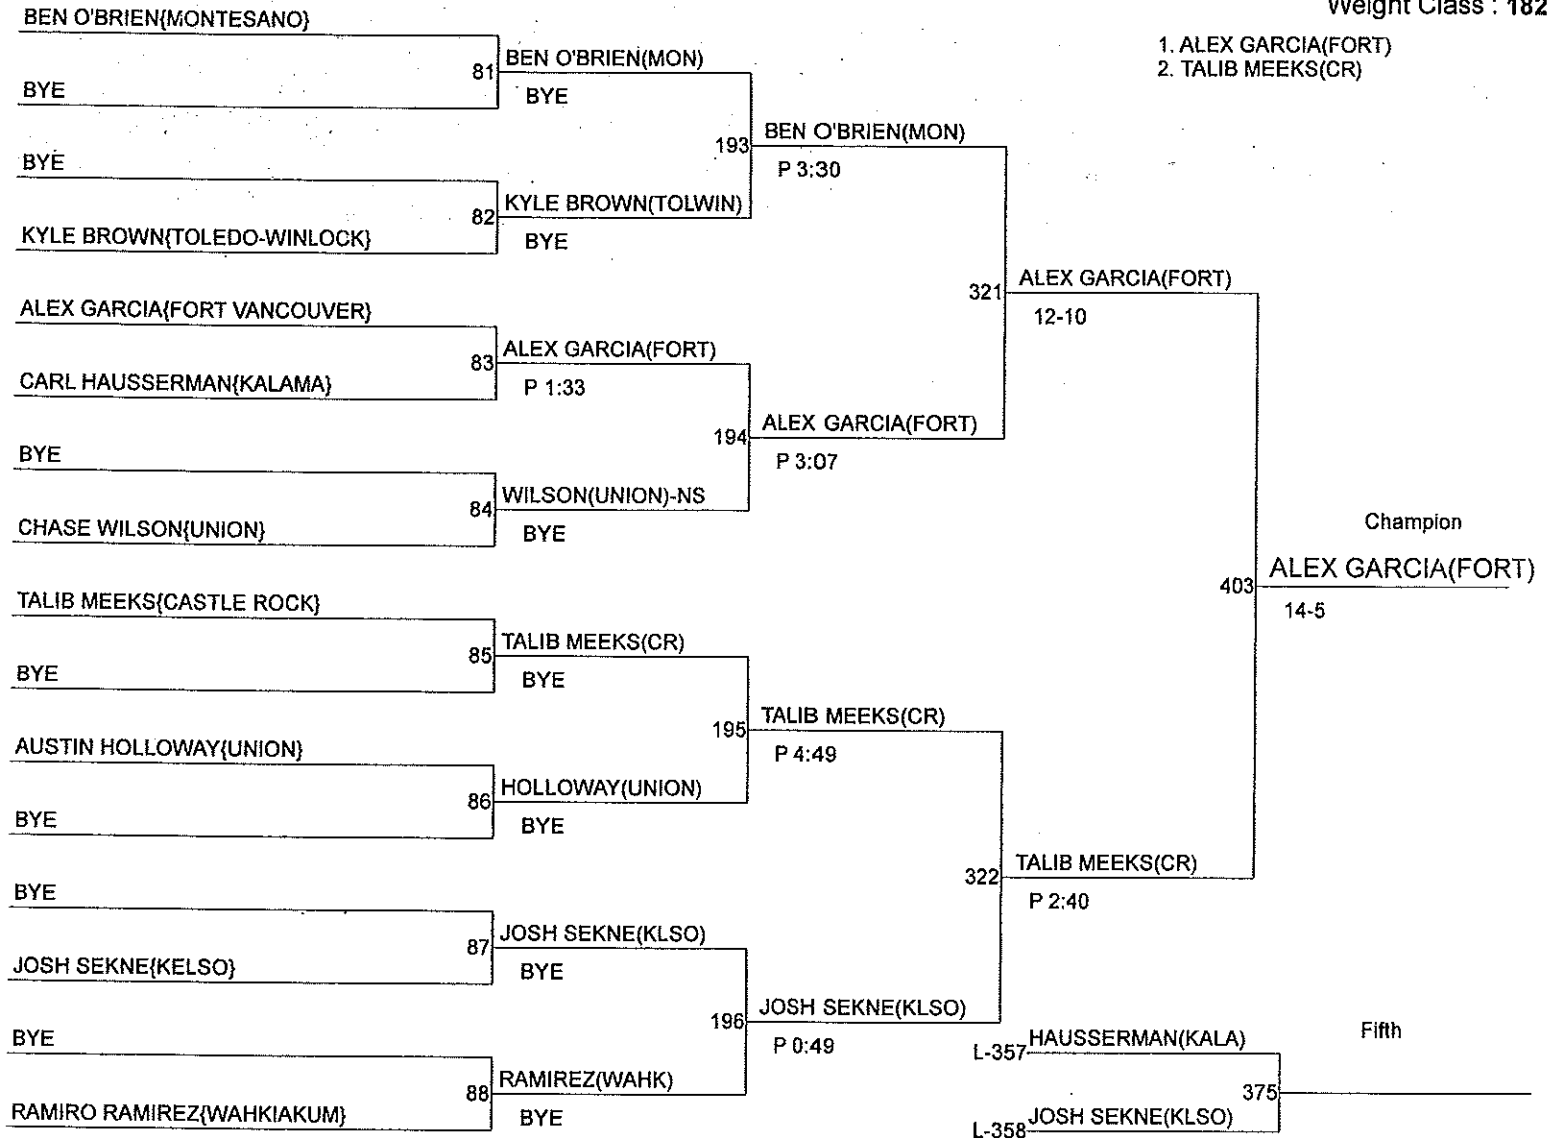 Weight Class : 182
1. ALEX GARCIA(FORT)
2. TALIB MEEKS(CR)
BEN O'BRIEN{MONTESANO}
81 BEN O'BRIEN(MON)
BYE
BYE
193 BEN O'BRIEN(MON)
P 3:30
BYE
82 KYLE BROWN(TOLWIN)
BYE
KYLE BROWN{TOLEDO-WINLOCK}
321 ALEX GARCIA(FORT)
12-10
ALEX GARCIA{FORT VANCOUVER}
83 ALEX GARCIA(FORT)
P 1:33
CARL HAUSSERMAN{KALAMA}
194 ALEX GARCIA(FORT)
P 3:07
BYE
84 WILSON(UNION)-NS
BYE
CHASE WILSON{UNION}
Champion
403 ALEX GARCIA(FORT)
14-5
TALIB MEEKS{CASTLE ROCK}
85 TALIB MEEKS(CR)
BYE
BYE
195 TALIB MEEKS(CR)
P 4:49
AUSTIN HOLLOWAY{UNION}
86 HOLLOWAY(UNION)
BYE
BYE
322 TALIB MEEKS(CR)
P 2:40
BYE
87 JOSH SEKNE(KLSO)
BYE
JOSH SEKNE{KELSO}
196 JOSH SEKNE(KLSO)
P 0:49
BYE
88 RAMIREZ(WAHK)
BYE
RAMIRO RAMIREZ{WAHKIAKUM}
Fifth
L-357 HAUSSERMAN(KALA)
375
L-358 JOSH SEKNE(KLSO)